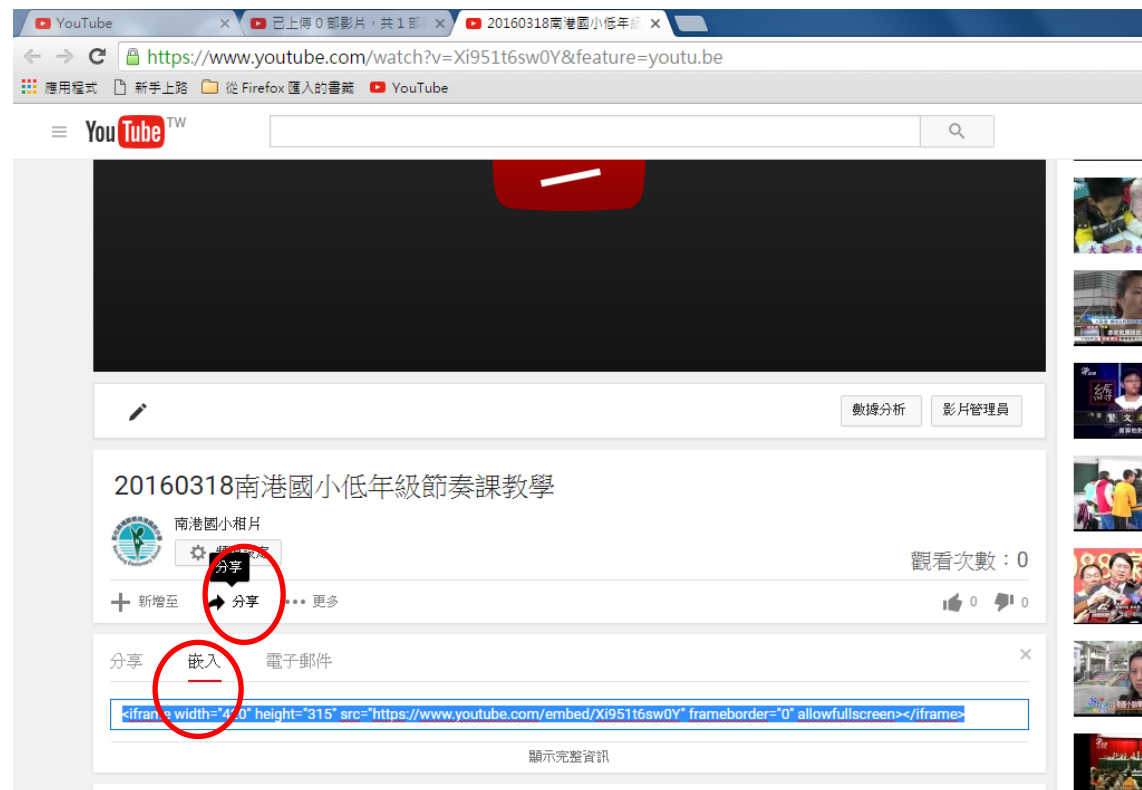 YouTube
已上傳 0 部影片，共 1 部
20160318南港國小低年級
https://www.youtube.com/watch?v=Xi951t6sw0Y&feature=youtu.be
應用程式 新手上路 從 Firefox 匯入的書籤 YouTube
YouTube TW
數據分析 影片管理員
20160318南港國小低年級節奏課教學
南港國小相片
分享
觀看次數：0
新增至 分享 更多 0 0
分享 嵌入 電子郵件
<iframe width="420" height="315" src="https://www.youtube.com/embed/Xi951t6sw0Y" frameborder="0" allowfullscreen></iframe>
顯示完整資訊